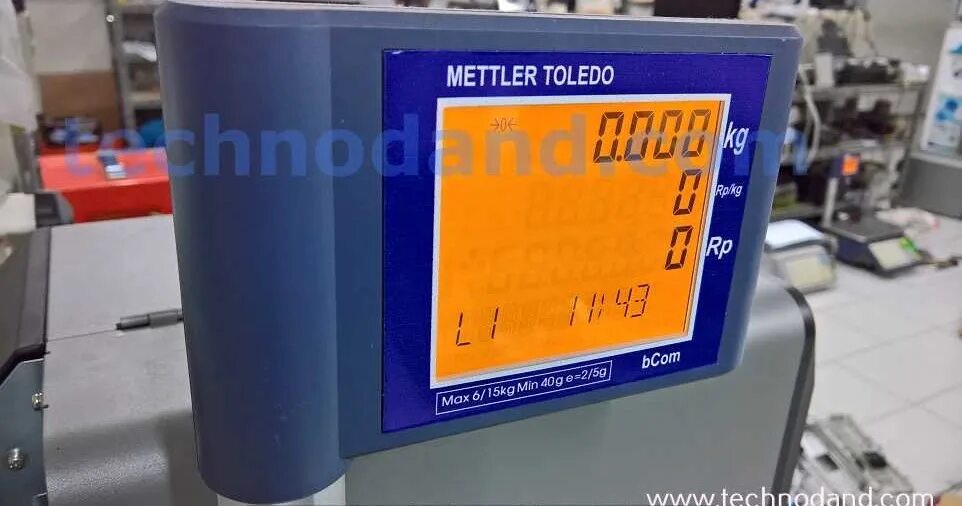 METTLER TOLEDO
→0←
0.000 kg
0 Rp/kg
0 Rp
L1 11:43
bCom
Max 6/15kg Min 40g e=2/5g
technodand.com
www.technodand.com